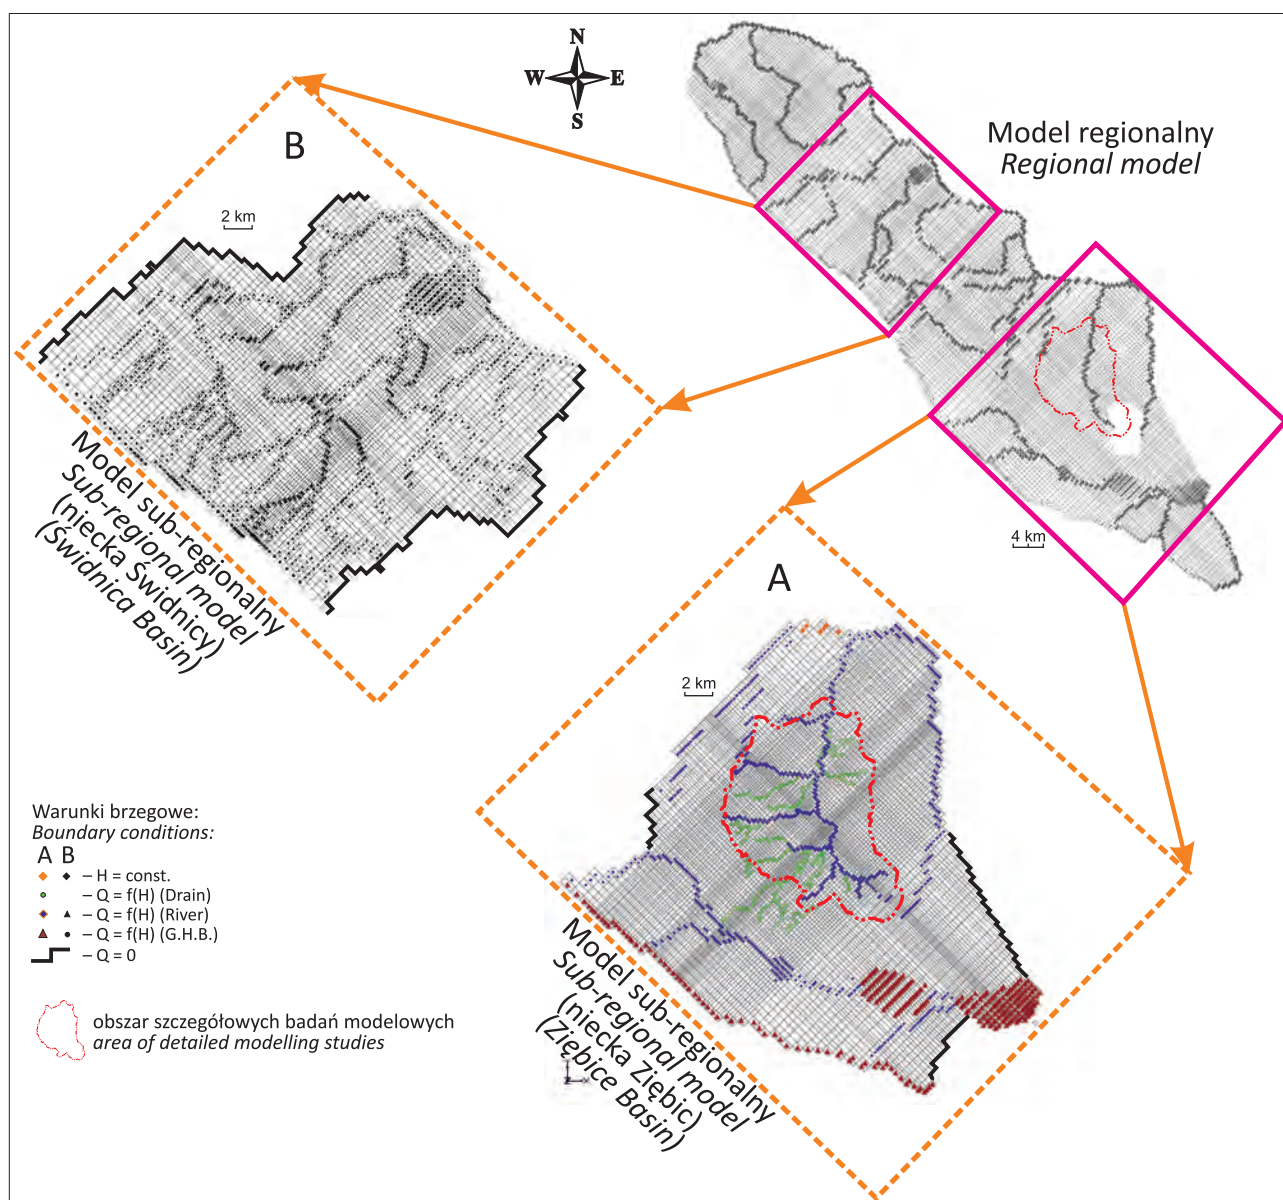 N
W E
S
Model regionalny
Regional model
4 km
B
2 km
Model sub-regionalny
Sub-regional model
(niecka Świdnicy)
(Świdnica Basin)
A
2 km
Model sub-regionalny
Sub-regional model
(niecka Ziębic)
(Ziębice Basin)
Warunki brzegowe:
Boundary conditions:
A B
– H = const.
– Q = f(H) (Drain)
– Q = f(H) (River)
– Q = f(H) (G.H.B.)
– Q = 0
obszar szczegółowych badań modelowych
area of detailed modelling studies